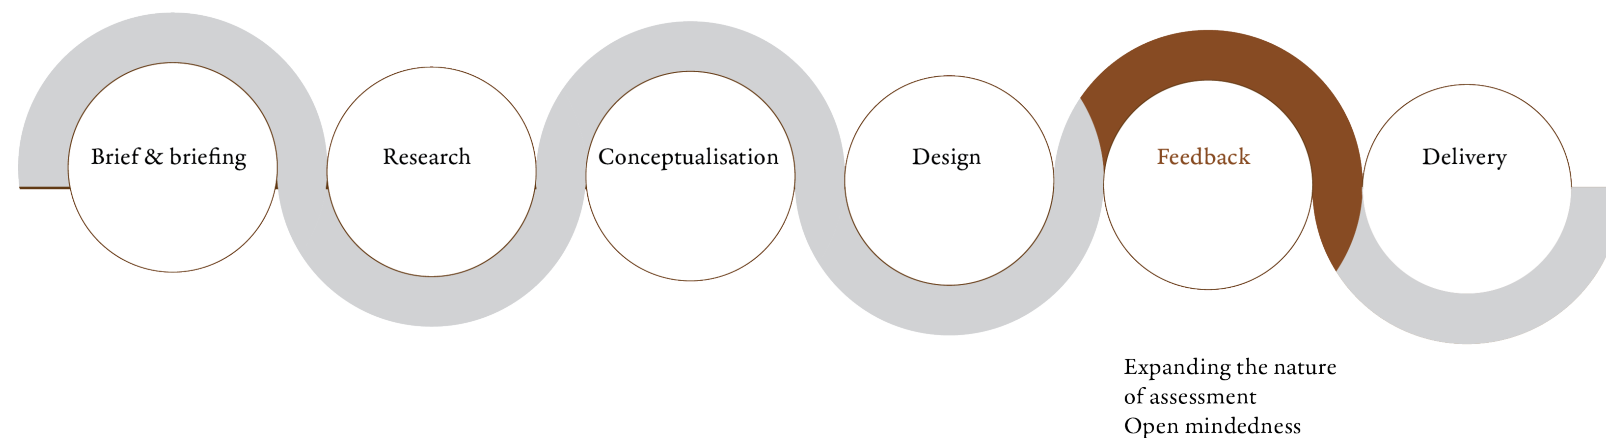 Brief & briefing
Research
Conceptualisation
Design
Feedback
Delivery
Expanding the nature
of assessment
Open mindedness